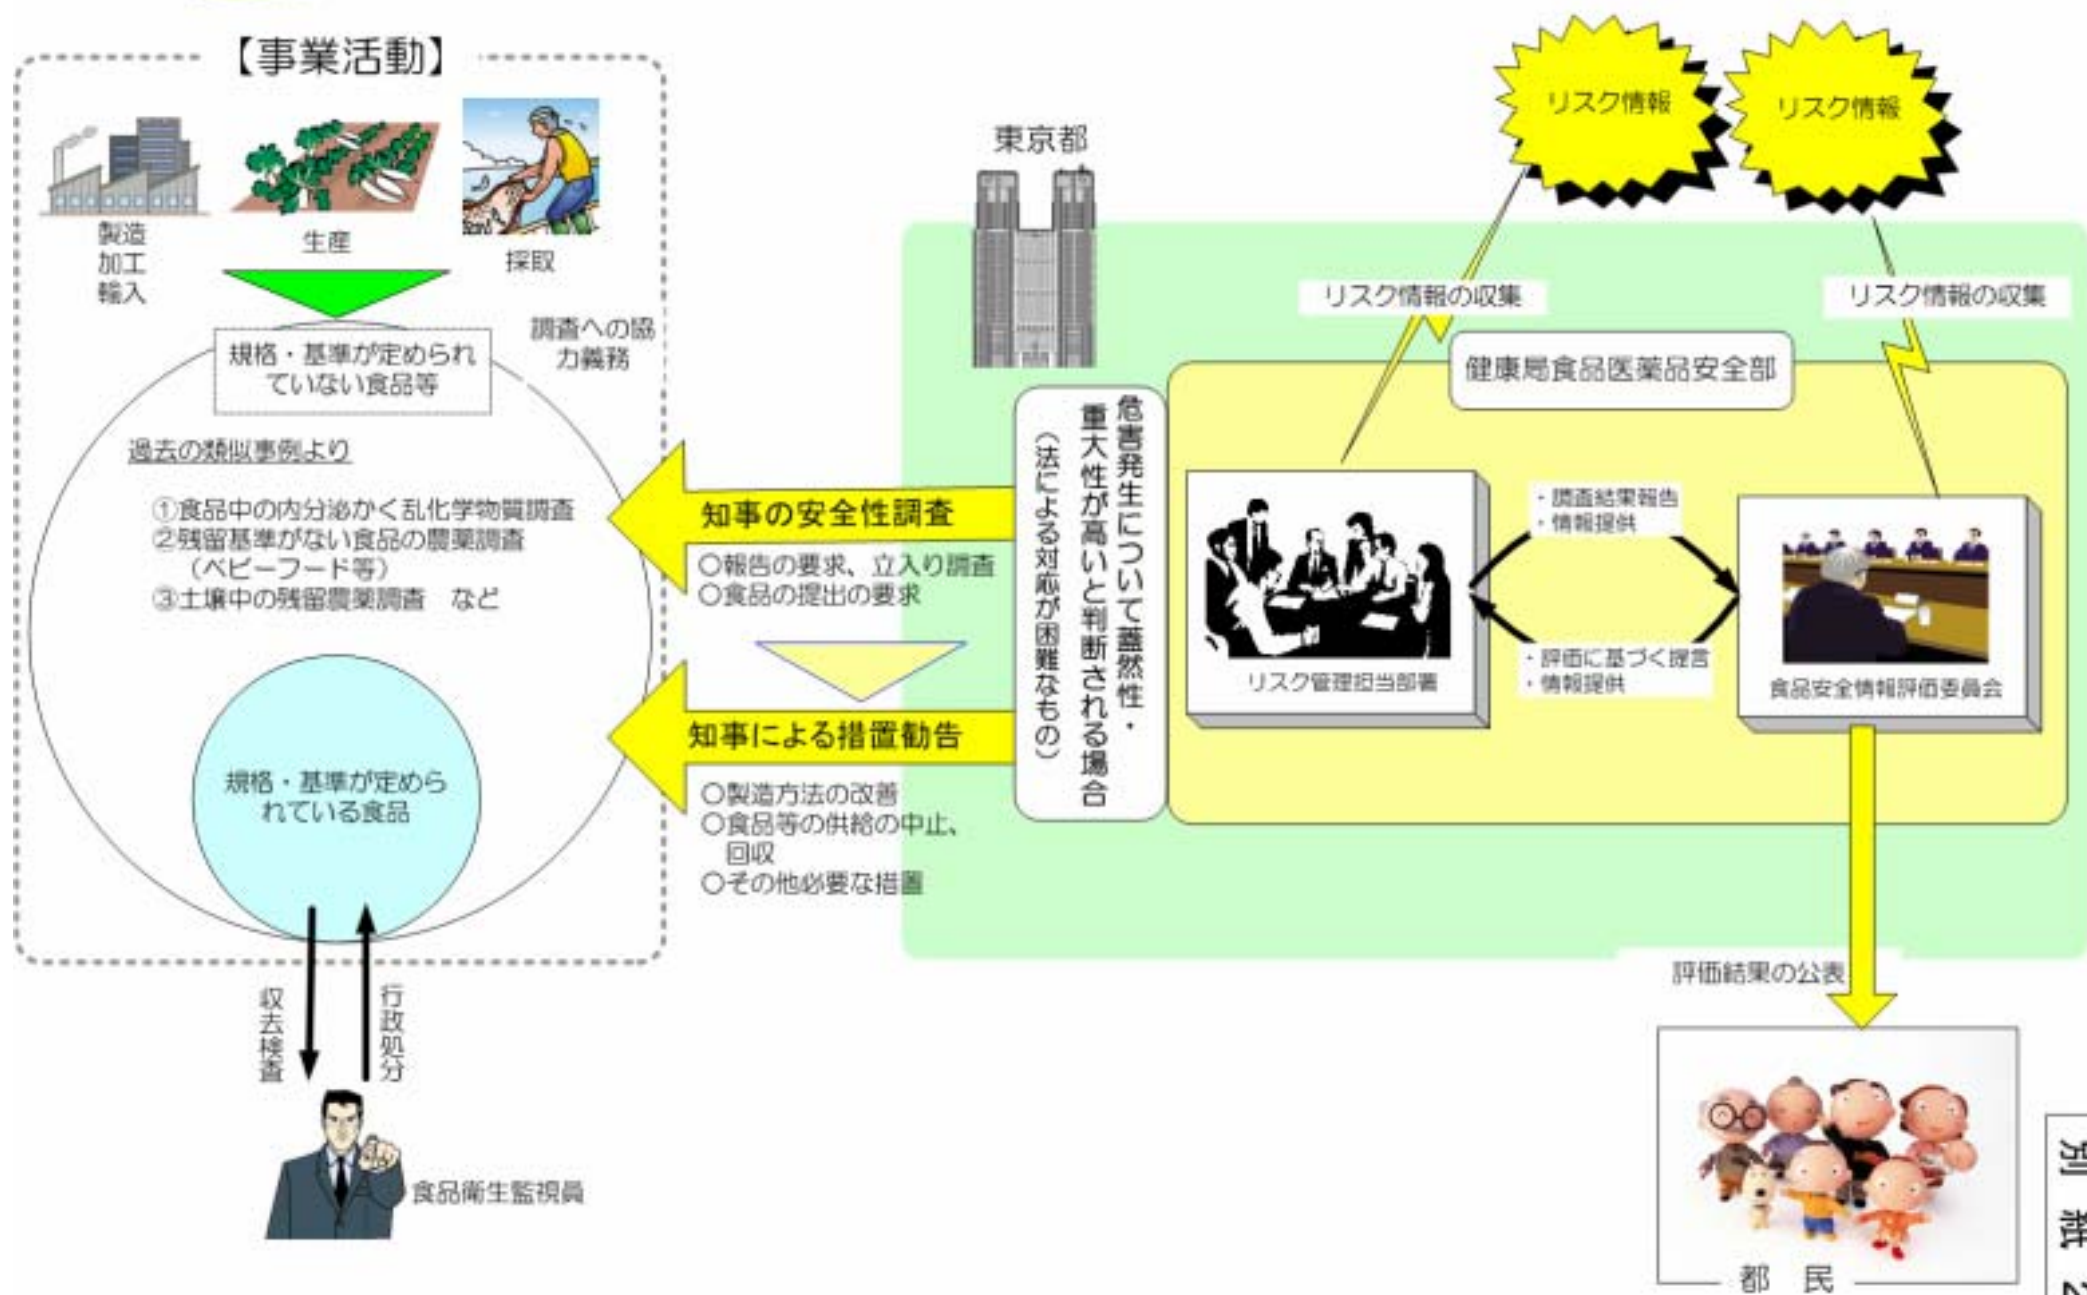 【事業活動】
製造
加工
輸入
生産
採取
調査への協
力義務
規格・基準が定められ
ていない食品等
過去の類似事例より
①食品中の内分泌かく乱化学物質調査
②残留基準がない食品の農薬調査
（ベビーフード等）
③土壌中の残留農薬調査　など
規格・基準が定めら
れている食品
収去検査
行政処分
食品衛生監視員
知事の安全性調査
○報告の要求、立入り調査
○食品の提出の要求
知事による措置勧告
○製造方法の改善
○食品等の供給の中止、
回収
○その他必要な措置
東京都
危害発生について蓋然性・
重大性が高いと判断される場合
（法による対応が困難なもの）
リスク情報
リスク情報
リスク情報の収集
リスク情報の収集
健康局食品医薬品安全部
リスク管理担当部署
・調査結果報告
・情報提供
・評価に基づく提言
・情報提供
食品安全情報評価委員会
評価結果の公表
都　民
別　紙　２